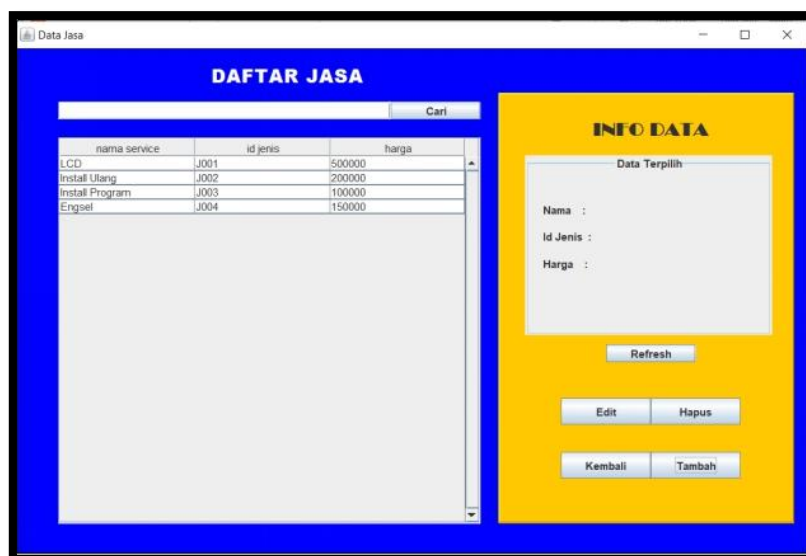 Data Jasa
DAFTAR JASA
Cari
nama service id jenis harga
LCD J001 500000
Install Ulang J002 200000
Install Program J003 100000
Engsel J004 150000
INFO DATA
Data Terpilih
Nama :
Id Jenis :
Harga :
Refresh
Edit Hapus
Kembali Tambah